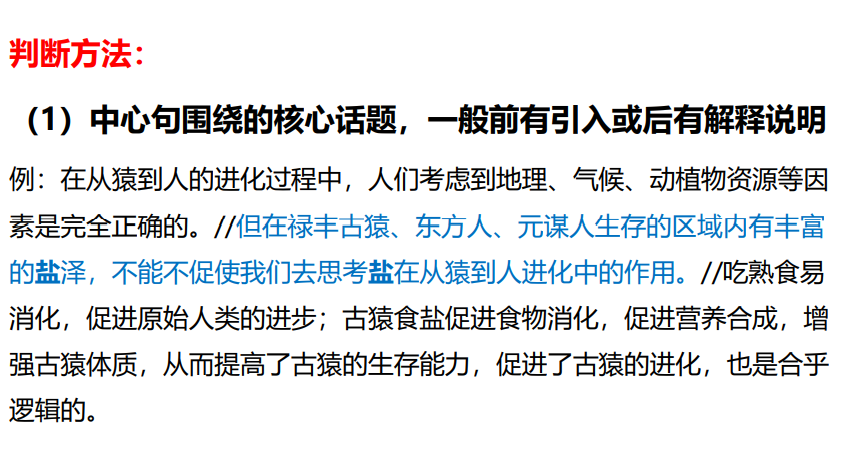 判断方法：
（1）中心句围绕的核心话题，一般前有引入或后有解释说明
例：在从猿到人的进化过程中，人们考虑到地理、气候、动植物资源等因
素是完全正确的。//但在禄丰古猿、东方人、元谋人生存的区域内有丰富
的盐泽，不能不促使我们去思考盐在从猿到人进化中的作用。//吃熟食易
消化，促进原始人类的进步；古猿食盐促进食物消化，促进营养合成，增
强古猿体质，从而提高了古猿的生存能力，促进了古猿的进化，也是合乎
逻辑的。